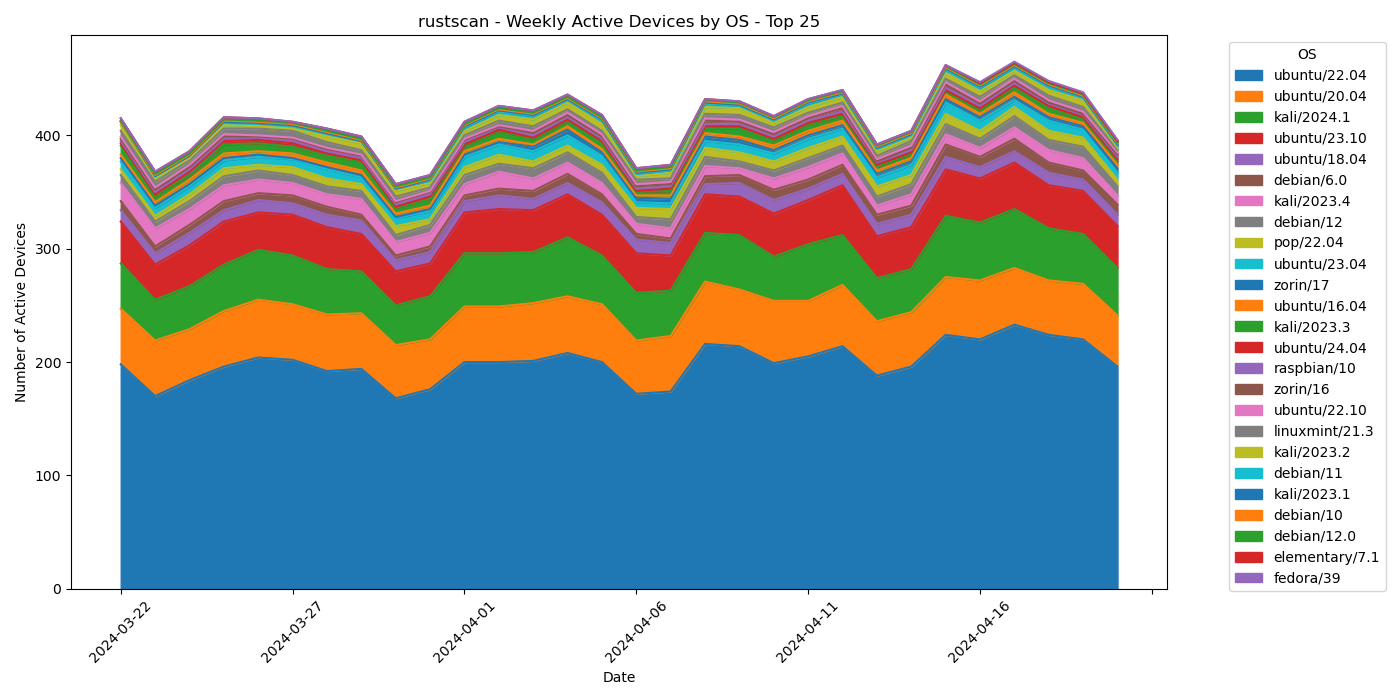 rustscan - Weekly Active Devices by OS - Top 25
Number of Active Devices
400
300
200
100
0
2024-03-22
2024-03-27
2024-04-01
2024-04-06
2024-04-11
2024-04-16
Date
OS
ubuntu/22.04
ubuntu/20.04
kali/2024.1
ubuntu/23.10
ubuntu/18.04
debian/6.0
kali/2023.4
debian/12
pop/22.04
ubuntu/23.04
zorin/17
ubuntu/16.04
kali/2023.3
ubuntu/24.04
raspbian/10
zorin/16
ubuntu/22.10
linuxmint/21.3
kali/2023.2
debian/11
kali/2023.1
debian/10
debian/12.0
elementary/7.1
fedora/39